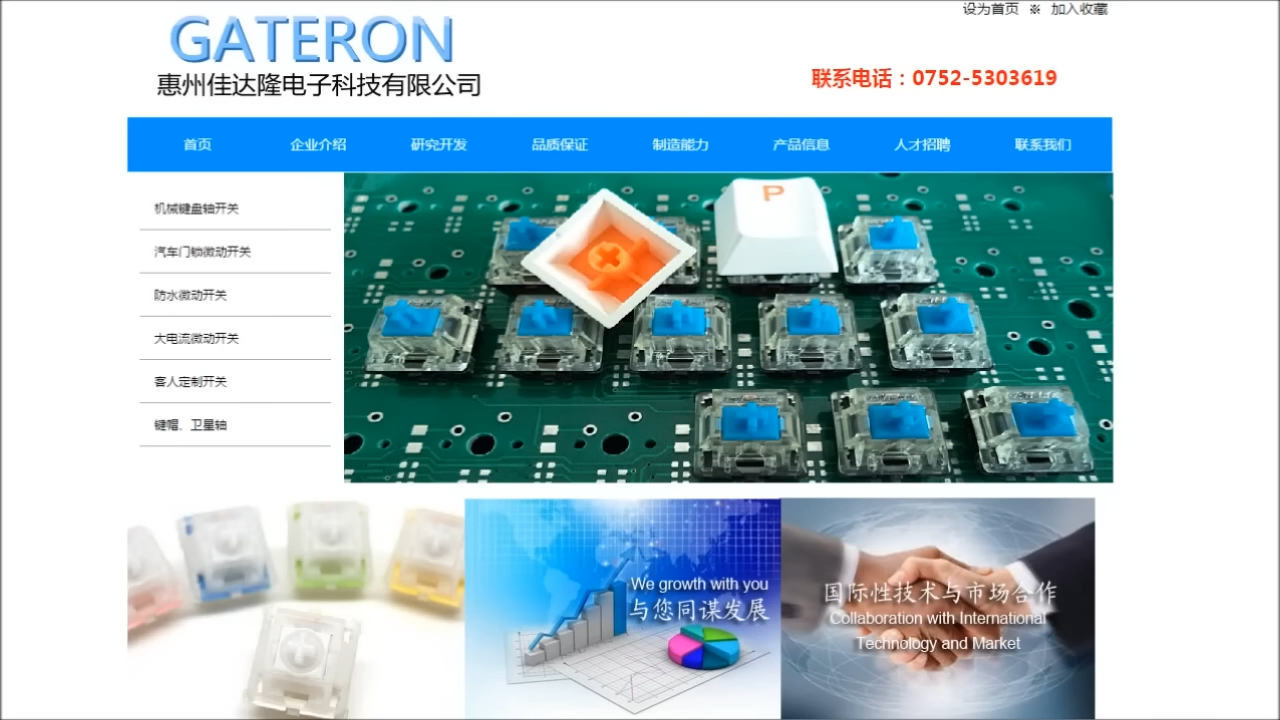 设为首页 ※ 加入收藏
GATERON
惠州佳达隆电子科技有限公司
联系电话：0752-5303619
首页 企业介绍 研究开发 品质保证 制造能力 产品信息 人才招聘 联系我们
机械键盘轴开关
汽车门锁微动开关
防水微动开关
大电流微动开关
客人定制开关
键帽、卫星轴
P
We growth with you
与您同谋发展
国际性技术与市场合作
Collaboration with International
Technology and Market